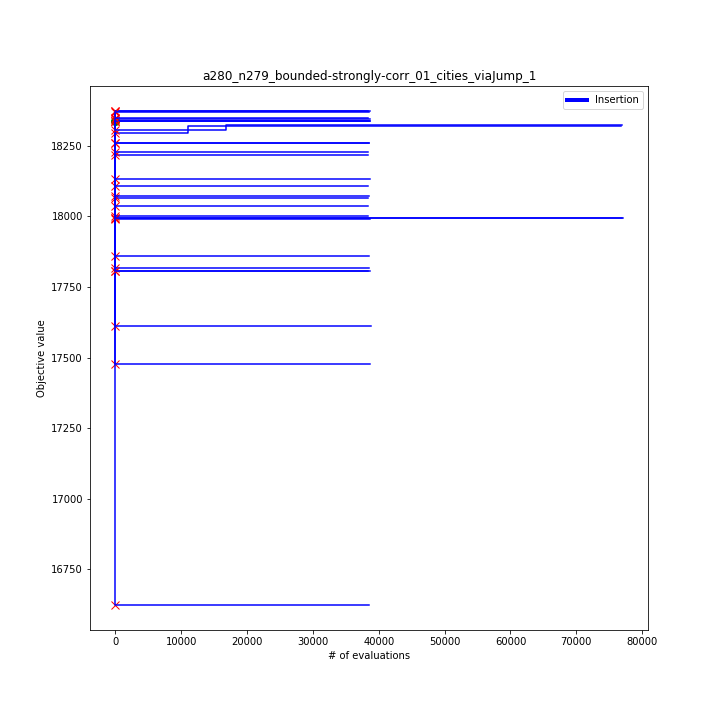 a280_n279_bounded-strongly-corr_01_cities_viaJump_1
Insertion
18250
18000
17750
17500
17250
17000
16750
Objective value
0 10000 20000 30000 40000 50000 60000 70000 80000
# of evaluations